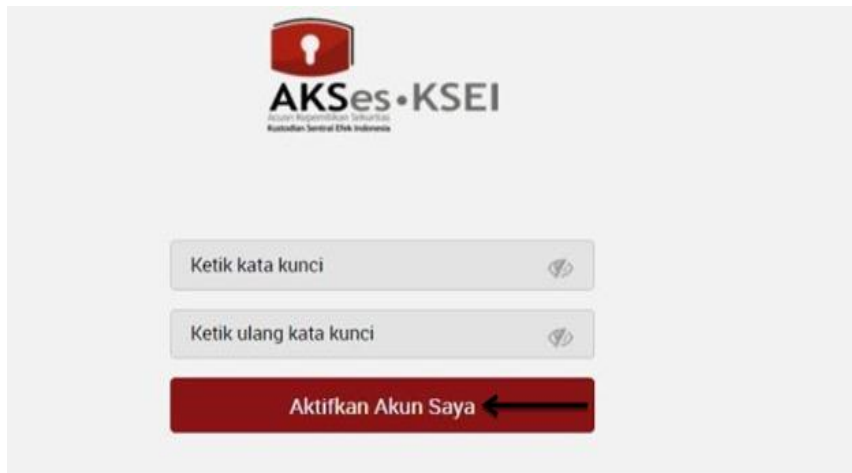 AKSes•KSEI
Acuan Kepemilikan Sekuritas
Kustodian Sentral Efek Indonesia
Ketik kata kunci
Ketik ulang kata kunci
Aktifkan Akun Saya